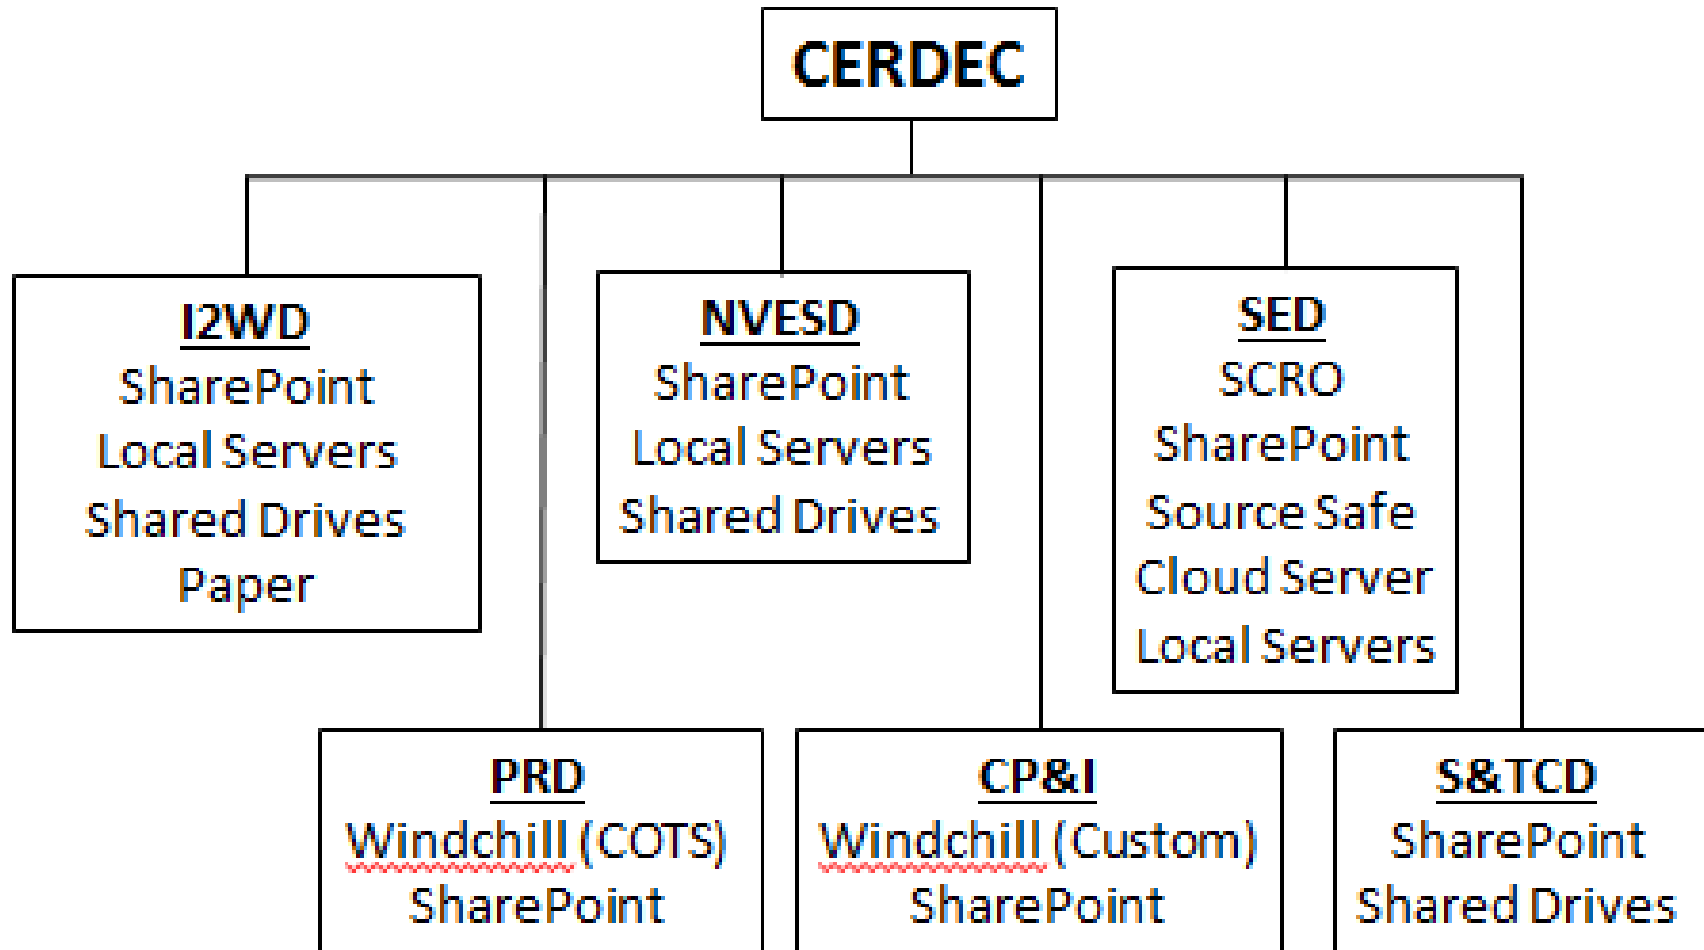 CERDEC
I2WD
SharePoint
Local Servers
Shared Drives
Paper
NVESD
SharePoint
Local Servers
Shared Drives
SED
SCRO
SharePoint
Source Safe
Cloud Server
Local Servers
PRD
Windchill (COTS)
SharePoint
CP&I
Windchill (Custom)
SharePoint
S&TCD
SharePoint
Shared Drives